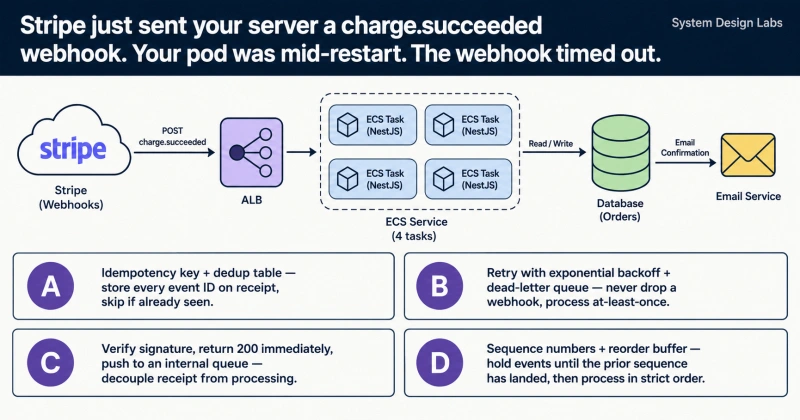 Stripe just sent your server a charge.succeeded
webhook. Your pod was mid-restart. The webhook timed out.
System Design Labs
stripe
Stripe
(Webhooks)
POST
charge.succeeded
ALB
ECS Task
(NestJS)
ECS Task
(NestJS)
ECS Task
(NestJS)
ECS Task
(NestJS)
ECS Service
(4 tasks)
Read / Write
Database
(Orders)
Email
Confirmation
Email Service
A
Idempotency key + dedup table —
store every event ID on receipt,
skip if already seen.
B
Retry with exponential backoff +
dead-letter queue — never drop a
webhook, process at-least-once.
C
Verify signature, return 200 immediately,
push to an internal queue —
decouple receipt from processing.
D
Sequence numbers + reorder buffer —
hold events until the prior sequence
has landed, then process in strict order.